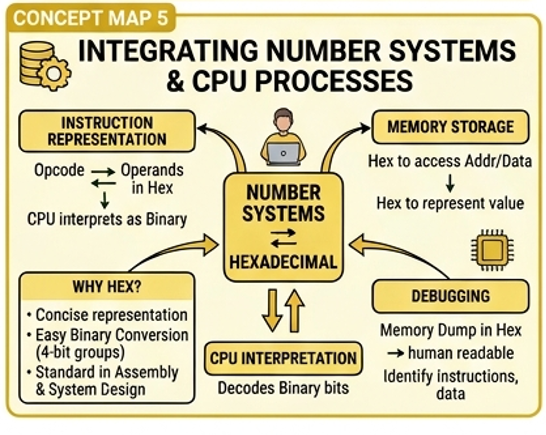 CONCEPT MAP 5
INTEGRATING NUMBER SYSTEMS
& CPU PROCESSES
INSTRUCTION
REPRESENTATION
Opcode → Operands
← in Hex
↓
CPU interprets as Binary
MEMORY STORAGE
Hex to access Addr/Data
↓
Hex to represent value
NUMBER
SYSTEMS
→
←
HEXADECIMAL
WHY HEX?
• Concise representation
• Easy Binary Conversion
(4-bit groups)
• Standard in Assembly
& System Design
CPU INTERPRETATION
Decodes Binary bits
DEBUGGING
Memory Dump in Hex
→ human readable
Identify instructions,
data